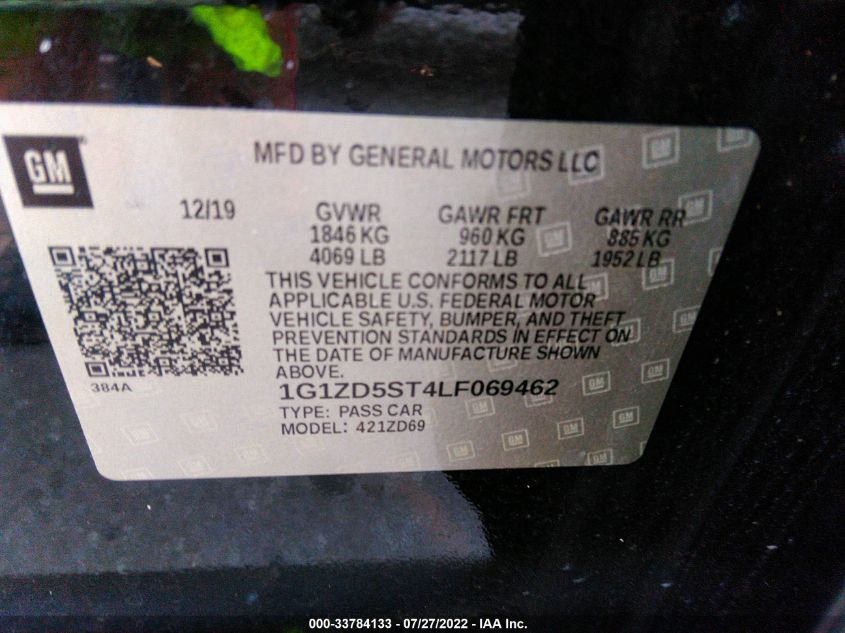 GM
MFD BY GENERAL MOTORS LLC
12/19 GVWR GAWR FRT GAWR RR
1846 KG 960 KG 885 KG
4069 LB 2117 LB 1952 LB
THIS VEHICLE CONFORMS TO ALL
APPLICABLE U.S. FEDERAL MOTOR
VEHICLE SAFETY, BUMPER, AND THEFT
PREVENTION STANDARDS IN EFFECT ON
THE DATE OF MANUFACTURE SHOWN
ABOVE.
384A
1G1ZD5ST4LF069462
TYPE: PASS CAR
MODEL: 421ZD69
000-33784133 - 07/27/2022 - IAA Inc.